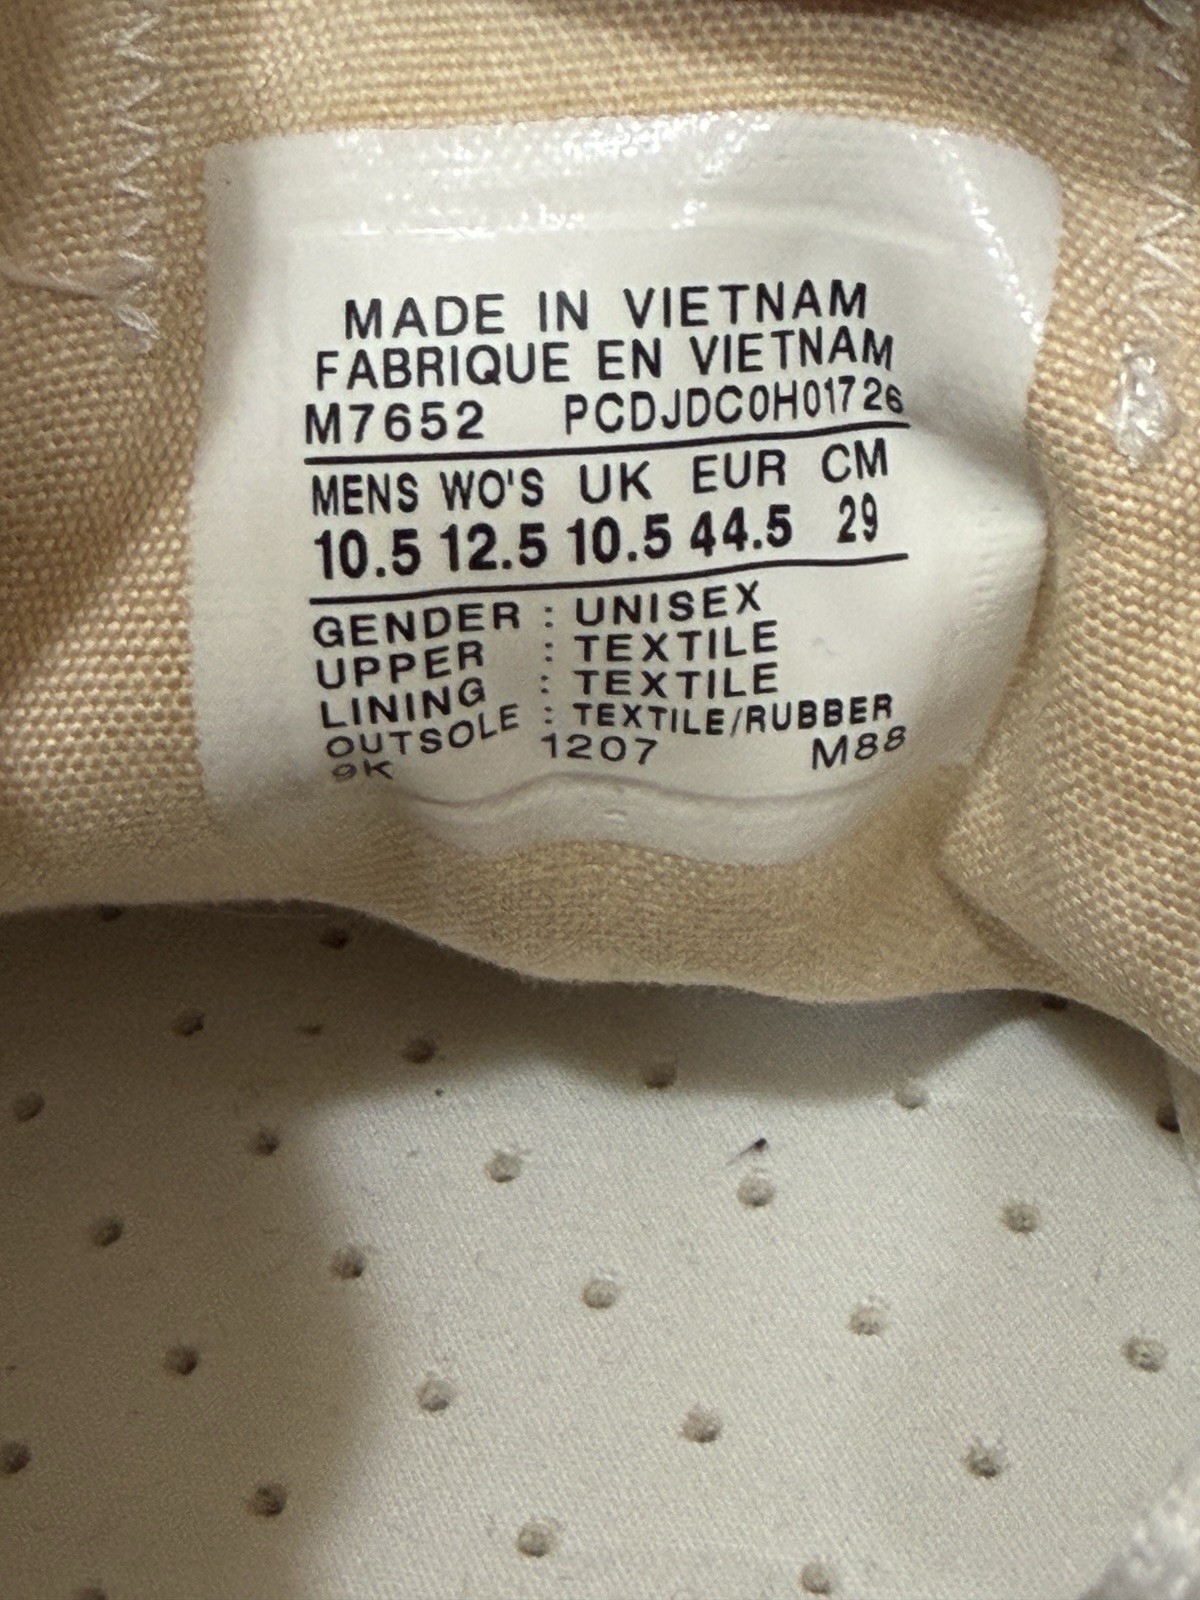 MADE IN VIETNAM
FABRIQUE EN VIETNAM
M7652 PCDJDC0H01726
MENS WO'S UK EUR CM
10.5 12.5 10.5 44.5 29
GENDER : UNISEX
UPPER : TEXTILE
LINING : TEXTILE
OUTSOLE : TEXTILE/RUBBER
9K 1207 M88